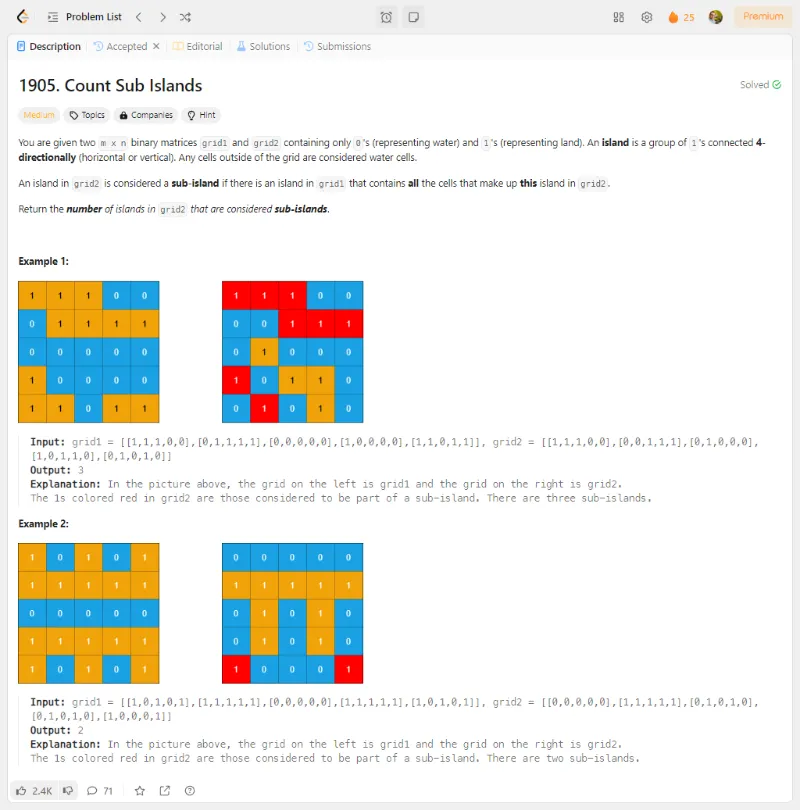 Problem List
25
Premium
Description Accepted Editorial Solutions Submissions
1905. Count Sub Islands
Solved
Medium Topics Companies Hint
You are given two m x n binary matrices grid1 and grid2 containing only 0's (representing water) and 1's (representing land). An island is a group of 1's connected 4-
directionally (horizontal or vertical). Any cells outside of the grid are considered water cells.
An island in grid2 is considered a sub-island if there is an island in grid1 that contains all the cells that make up this island in grid2.
Return the number of islands in grid2 that are considered sub-islands.
Example 1:
1 1 1 0 0 1 1 1 0 0
0 1 1 1 1 0 0 1 1 1
0 0 0 0 0 0 1 0 0 0
1 0 0 0 0 1 0 1 1 0
1 1 0 1 1 0 1 0 1 0
Input: grid1 = [[1,1,1,0,0],[0,1,1,1,1],[0,0,0,0,0],[1,0,0,0,0],[1,1,0,1,1]], grid2 = [[1,1,1,0,0],[0,0,1,1,1],[0,1,0,0,0],
[1,0,1,1,0],[0,1,0,1,0]]
Output: 3
Explanation: In the picture above, the grid on the left is grid1 and the grid on the right is grid2.
The 1s colored red in grid2 are those considered to be part of a sub-island. There are three sub-islands.
Example 2:
1 0 1 0 1 0 0 0 0 0
1 1 1 1 1 1 1 1 1 1
0 0 0 0 0 0 1 0 1 0
1 1 1 1 1 0 1 0 1 0
1 0 1 0 1 1 0 0 0 1
Input: grid1 = [[1,0,1,0,1],[1,1,1,1,1],[0,0,0,0,0],[1,1,1,1,1],[1,0,1,0,1]], grid2 = [[0,0,0,0,0],[1,1,1,1,1],[0,1,0,1,0],
[0,1,0,1,0],[1,0,0,0,1]]
Output: 2
Explanation: In the picture above, the grid on the left is grid1 and the grid on the right is grid2.
The 1s colored red in grid2 are those considered to be part of a sub-island. There are two sub-islands.
2.4K 71